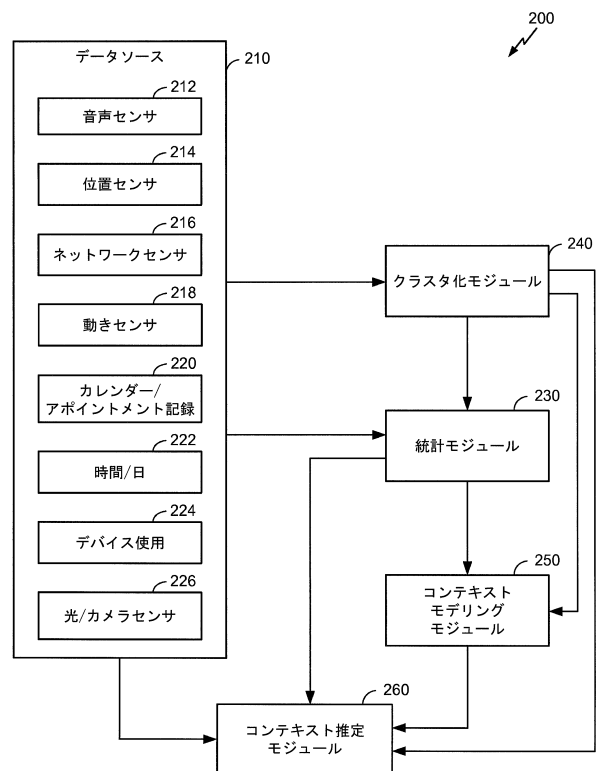 200
データソース
210
212
音声センサ
214
位置センサ
216
ネットワークセンサ
218
動きセンサ
220
カレンダー/
アポイントメント記録
222
時間/日
224
デバイス使用
226
光/カメラセンサ
240
クラスタ化モジュール
230
統計モジュール
250
コンテキスト
モデリング
モジュール
260
コンテキスト推定
モジュール